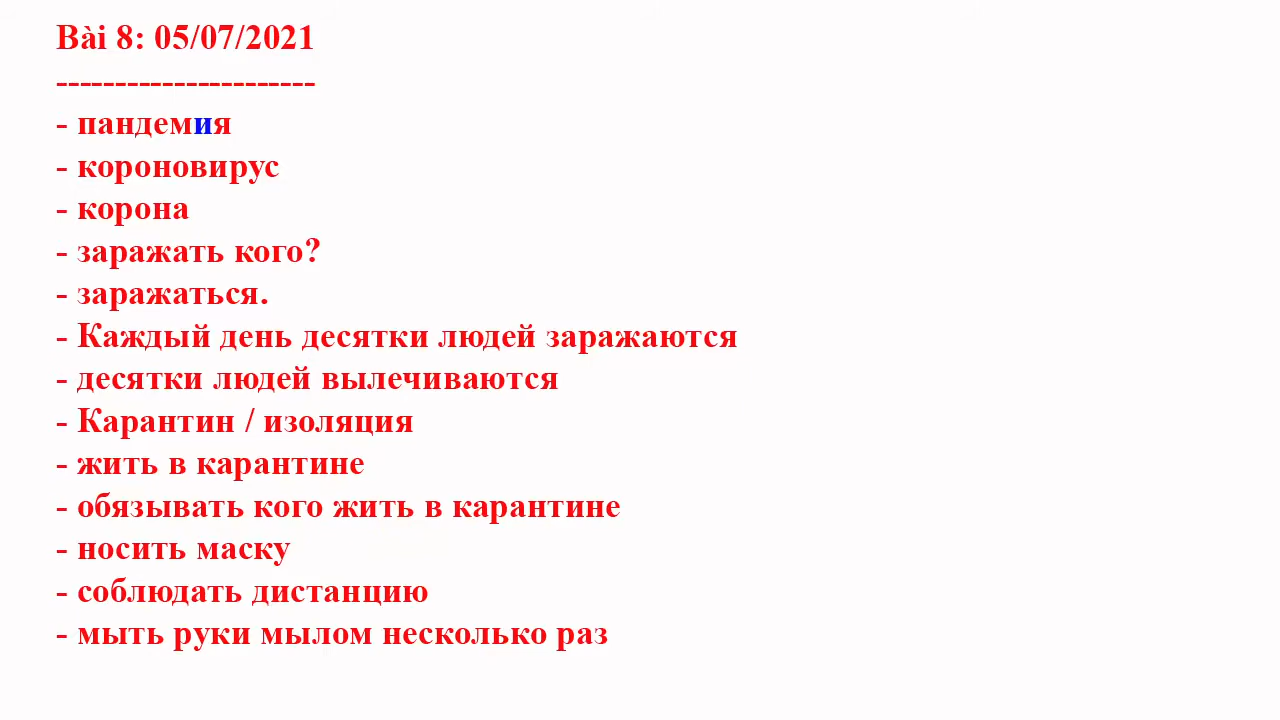 Bài 8: 05/07/2021
----------------------
- пандемия
- короновирус
- корона
- заражать кого?
- заражаться.
- Каждый день десятки людей заражаются
- десятки людей вылечиваются
- Карантин / изоляция
- жить в карантине
- обязывать кого жить в карантине
- носить маску
- соблюдать дистанцию
- мыть руки мылом несколько раз